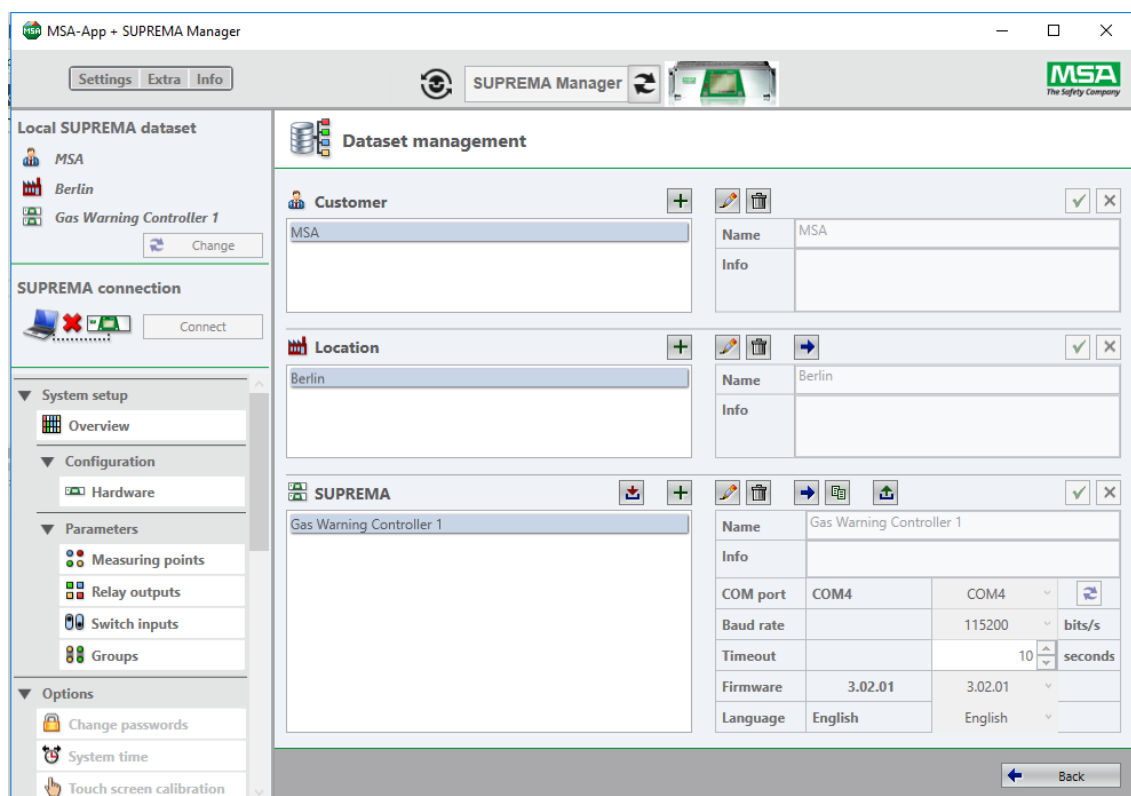 MSA-App + SUPREMA Manager
Settings Extra Info
SUPREMA Manager
MSA
The Safety Company
Local SUPREMA dataset
MSA
Berlin
Gas Warning Controller 1
Change
SUPREMA connection
Connect
System setup
Overview
Configuration
Hardware
Parameters
Measuring points
Relay outputs
Switch inputs
Groups
Options
Change passwords
System time
Touch screen calibration
Dataset management
Customer
MSA
Name MSA
Info
Location
Berlin
Name Berlin
Info
SUPREMA
Gas Warning Controller 1
Name Gas Warning Controller 1
Info
COM port COM4 COM4
Baud rate 115200 bits/s
Timeout 10 seconds
Firmware 3.02.01 3.02.01
Language English English
Back